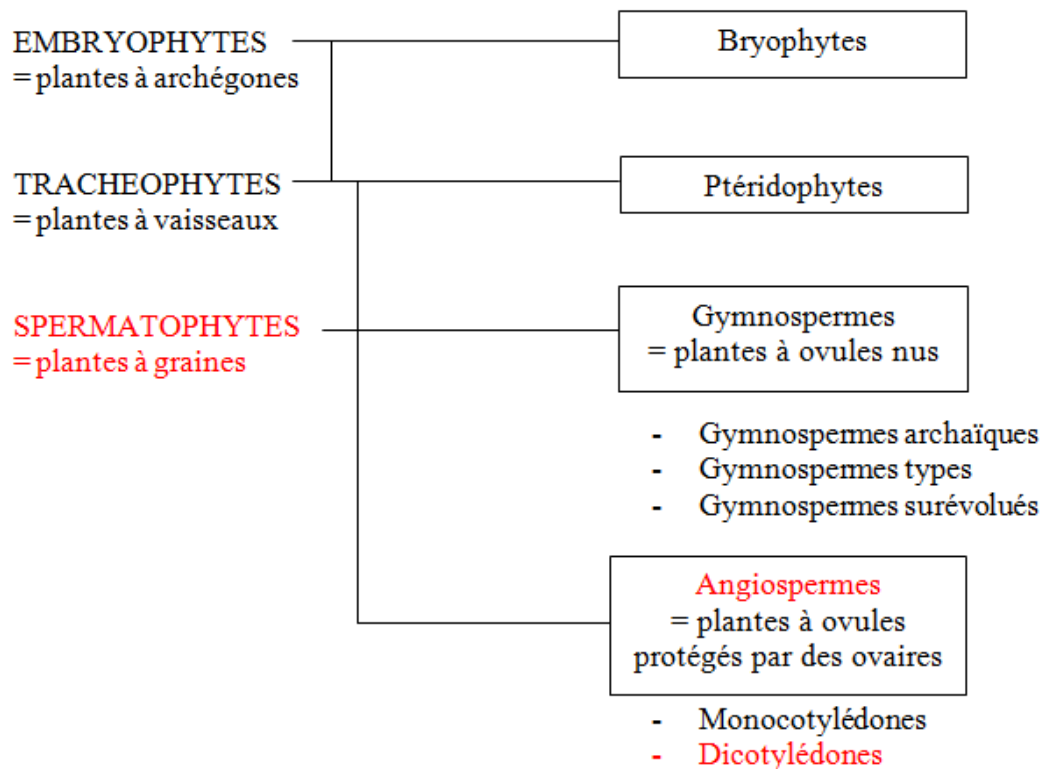 EMBRYOPHYTES
= plantes à archégones
Bryophytes
TRACHEOPHYTES
= plantes à vaisseaux
Ptéridophytes
SPERMATOPHYTES
= plantes à graines
Gymnospermes
= plantes à ovules nus
- Gymnospermes archaïques
- Gymnospermes types
- Gymnospermes surévolués
Angiospermes
= plantes à ovules
protégés par des ovaires
- Monocotylédones
- Dicotylédones